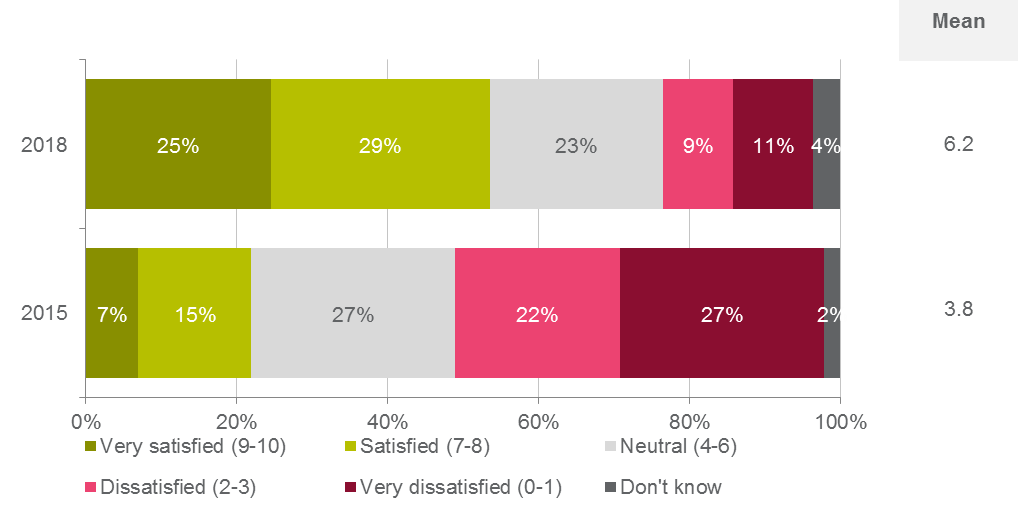 Mean
2018 25% 29% 23% 9% 11% 4% 6.2
2015 7% 15% 27% 22% 27% 2% 3.8
0% 20% 40% 60% 80% 100%
Very satisfied (9-10) Satisfied (7-8) Neutral (4-6)
Dissatisfied (2-3) Very dissatisfied (0-1) Don't know